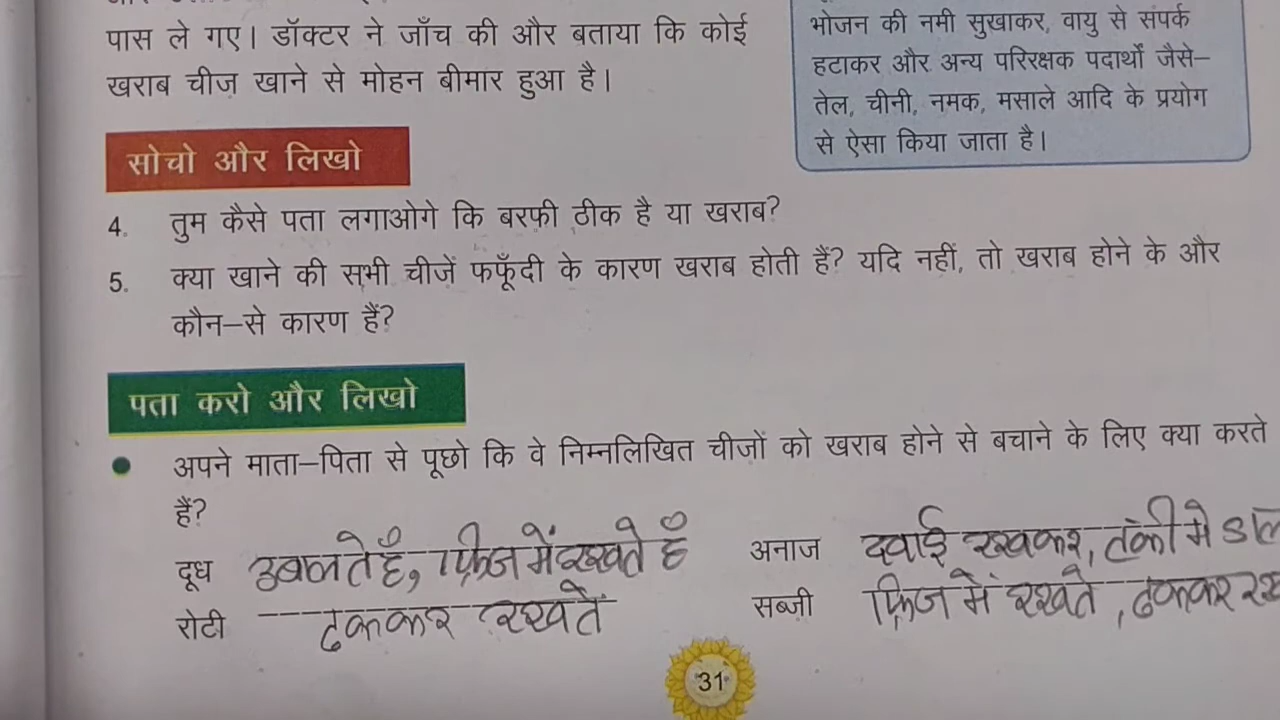 पास ले गए। डॉक्टर ने जाँच की और बताया कि कोई
खराब चीज़ खाने से मोहन बीमार हुआ है।
भोजन की नमी सुखाकर, वायु से संपर्क
हटाकर और अन्य परिरक्षक पदार्थों जैसे–
तेल, चीनी, नमक, मसाले आदि के प्रयोग
से ऐसा किया जाता है।
सोचो और लिखो
4. तुम कैसे पता लगाओगे कि बरफी ठीक है या खराब?
5. क्या खाने की सभी चीजें फफूँदी के कारण खराब होती हैं? यदि नहीं, तो खराब होने के और
कौन–से कारण हैं?
पता करो और लिखो
• अपने माता–पिता से पूछो कि वे निम्नलिखित चीजों को खराब होने से बचाने के लिए क्या करते
हैं?
दूध उबालते हैं, फ्रिज में रखते हैं
अनाज दवाई रखकर, टंकी मे
रोटी ढककर रखते
सब्ज़ी फ्रिज में रखते, ढककर
31